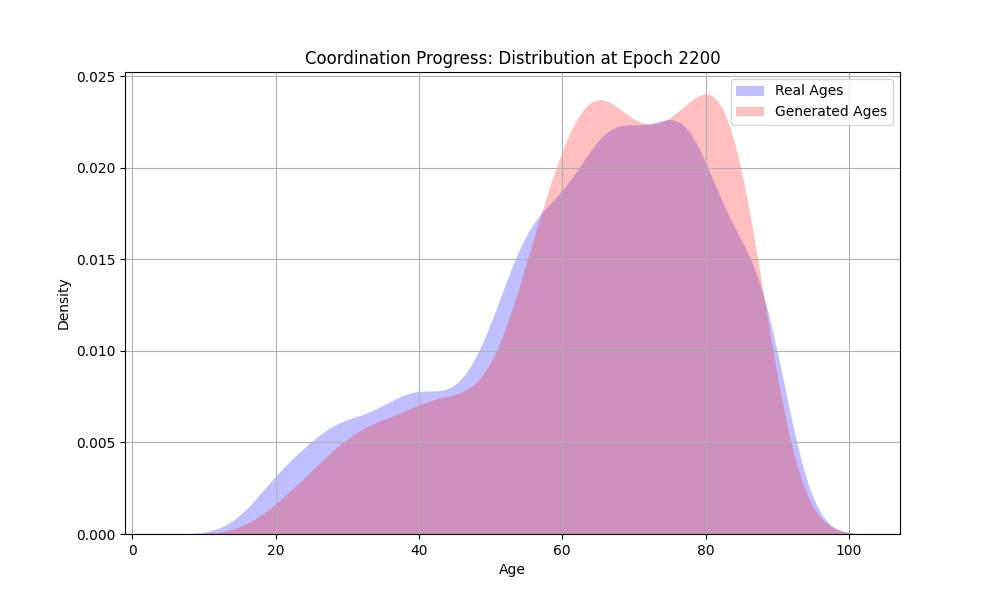 Coordination Progress: Distribution at Epoch 2200
Real Ages
Generated Ages
0.025
0.020
0.015
0.010
0.005
0.000
Density
0 20 40 60 80 100
Age